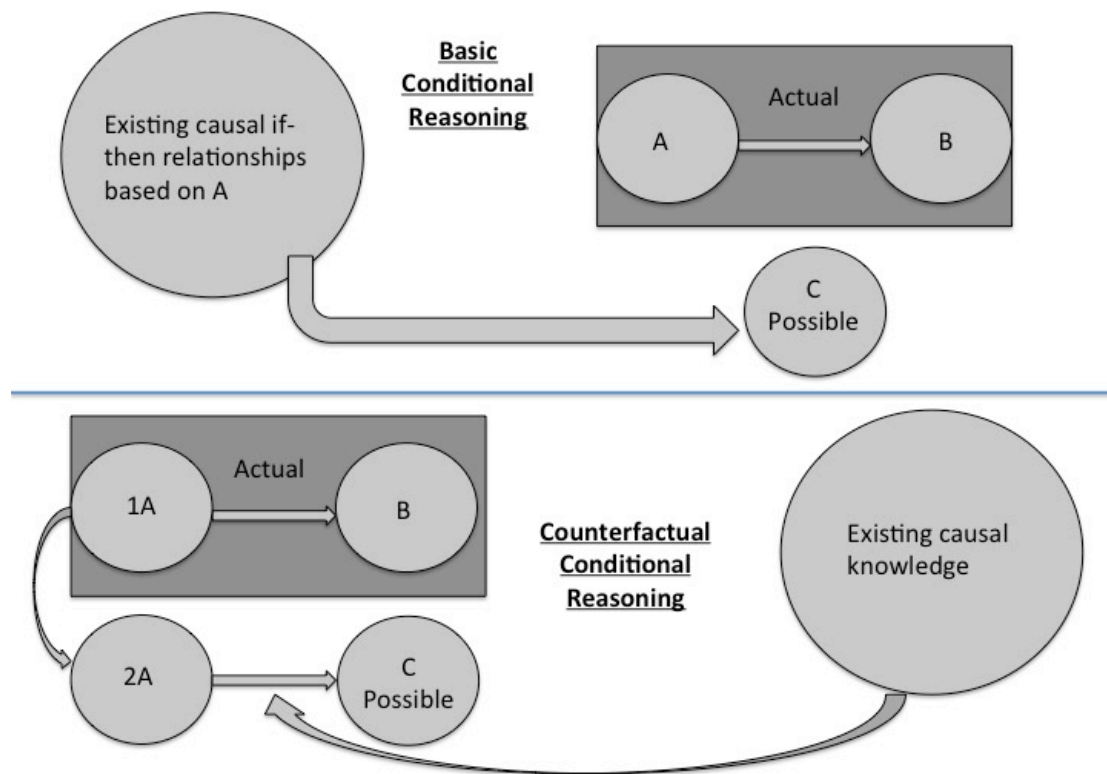 Existing causal if-
then relationships
based on A
Basic
Conditional
Reasoning
Actual
A
B
C
Possible
Actual
1A
B
2A
C
Possible
Counterfactual
Conditional
Reasoning
Existing causal
knowledge